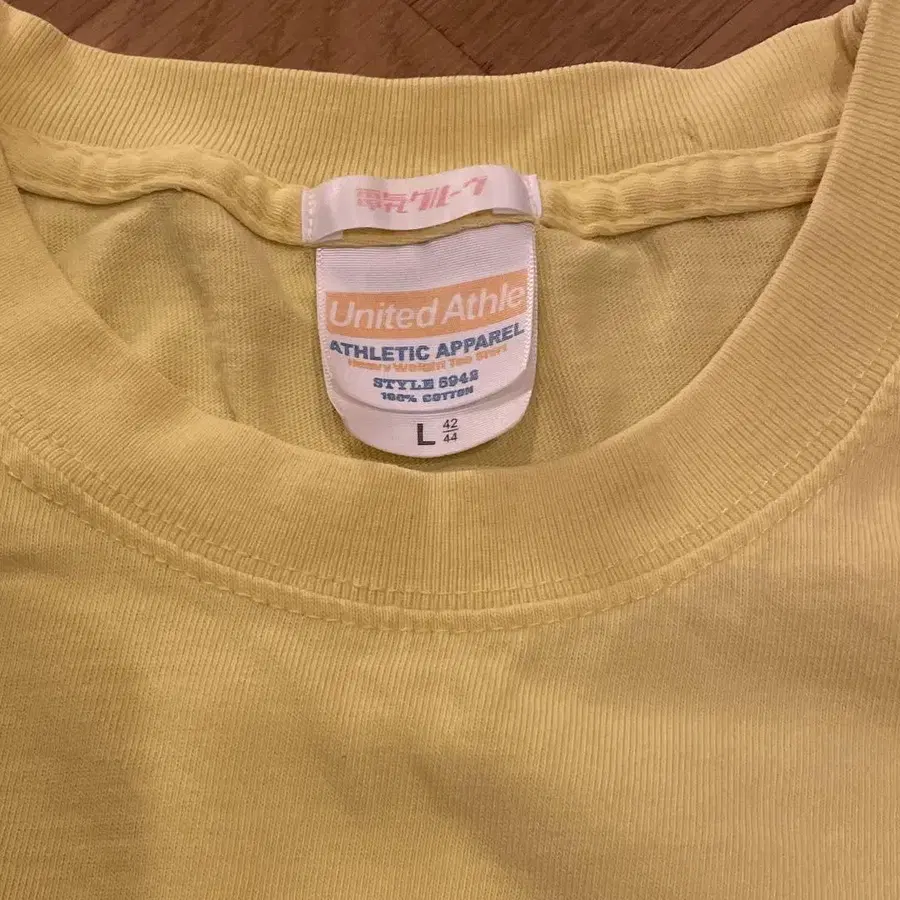 電気グルーヴ
United Athle
ATHLETIC APPAREL
Heavy Weight Tee Shirt
STYLE 5942
100% COTTON
L 42
44